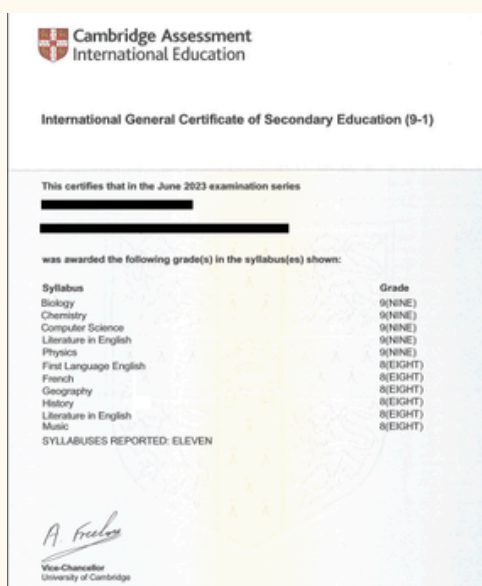 Cambridge Assessment
International Education
International General Certificate of Secondary Education (9-1)
This certifies that in the June 2023 examination series
was awarded the following grade(s) in the syllabus(es) shown:
Syllabus Grade
Biology 9(NINE)
Chemistry 9(NINE)
Computer Science 9(NINE)
Literature in English 9(NINE)
Physics 9(NINE)
First Language English 8(EIGHT)
French 8(EIGHT)
Geography 8(EIGHT)
History 8(EIGHT)
Literature in English 8(EIGHT)
Music 8(EIGHT)
SYLLABUSES REPORTED: ELEVEN
Vice-Chancellor
University of Cambridge